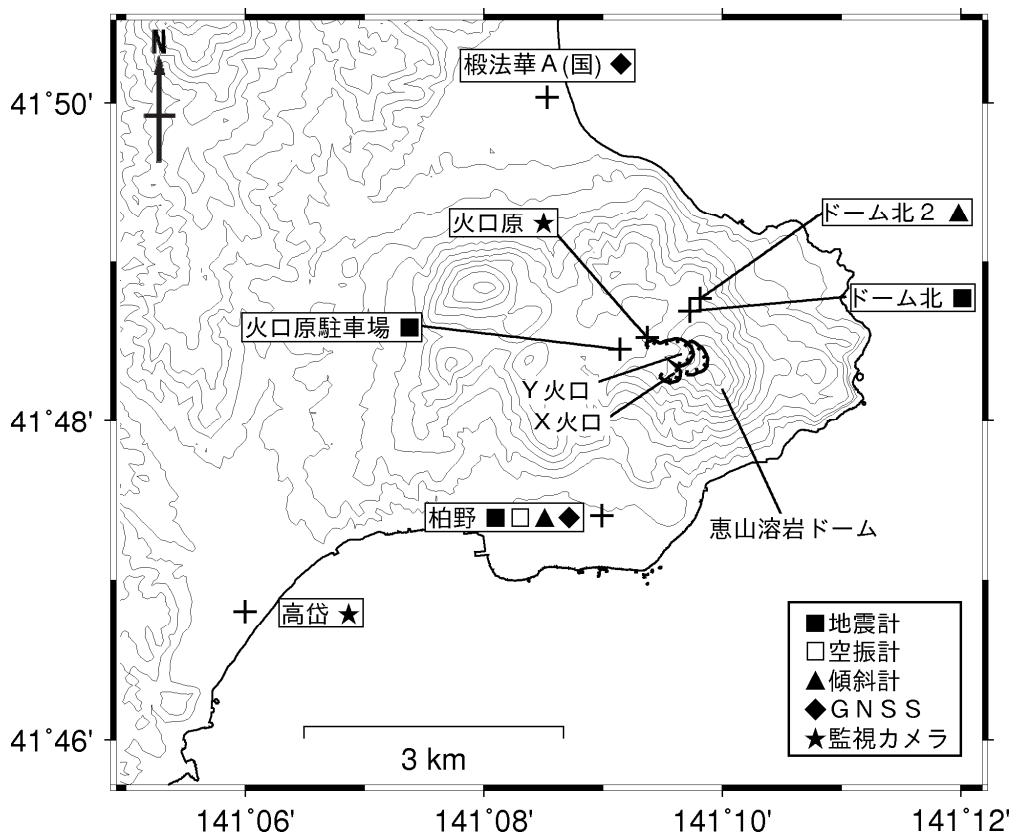 N
椴法華A(国)◆
41°50'
ドーム北2 ▲
火口原 ★
ドーム北 ■
火口原駐車場 ■
Y火口
X火口
41°48'
柏野 ■□▲◆
恵山溶岩ドーム
高岱 ★
■地震計
□空振計
▲傾斜計
◆GNSS
★監視カメラ
41°46'
3 km
141°06'
141°08'
141°10'
141°12'